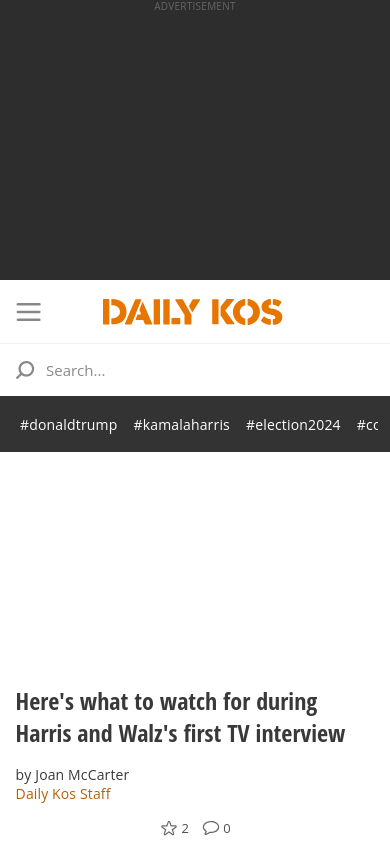 ADVERTISEMENT
DAILY KOS
Search...
#donaldtrump #kamalaharris #election2024
Here's what to watch for during
Harris and Walz's first TV interview
by Joan McCarter
Daily Kos Staff
2 0